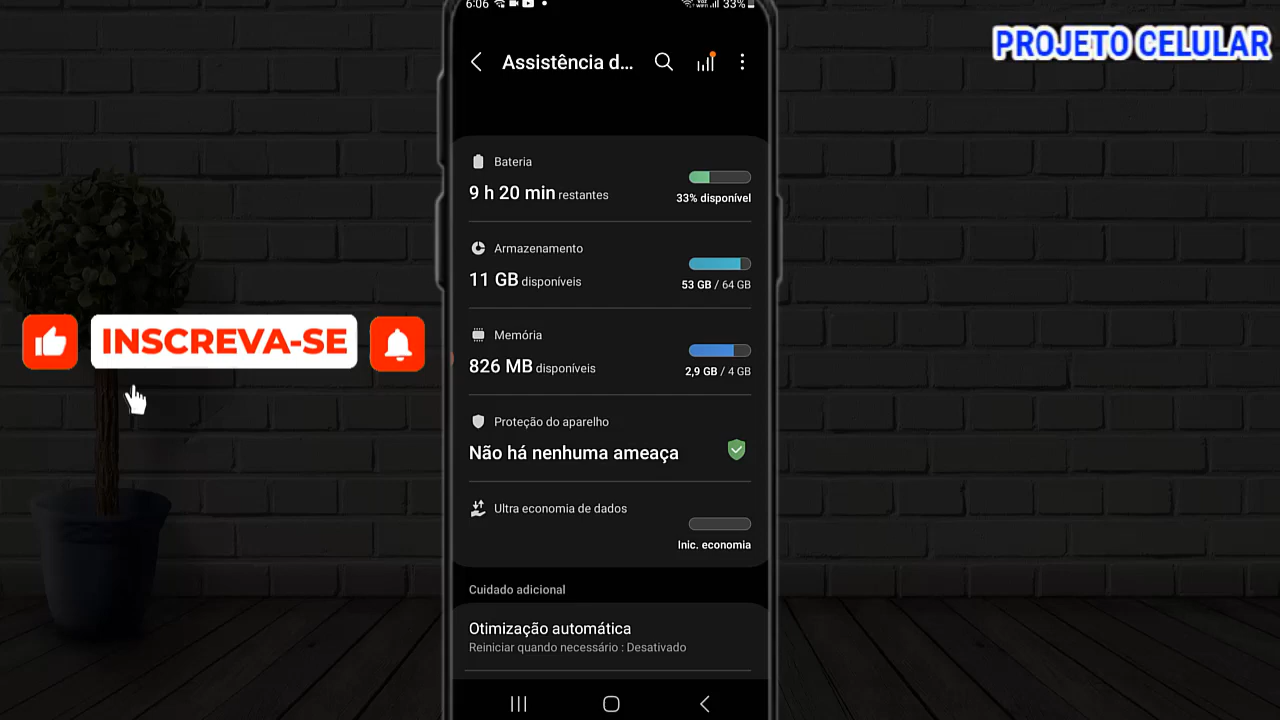 6:06
33%
PROJETO CELULAR
Assistência d...
Bateria
9 h 20 min restantes
33% disponível
Armazenamento
11 GB disponíveis
53 GB / 64 GB
INSCREVA-SE
Memória
826 MB disponíveis
2,9 GB / 4 GB
Proteção do aparelho
Não há nenhuma ameaça
Ultra economia de dados
Inic. economia
Cuidado adicional
Otimização automática
Reiniciar quando necessário : Desativado